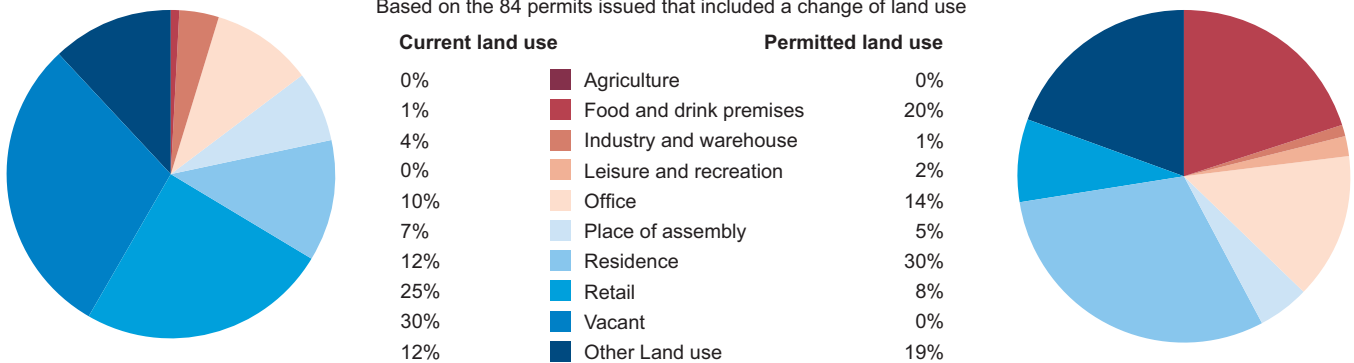 Based on the 84 permits issued that included a change of land use
Current land use Permitted land use
0% Agriculture 0%
1% Food and drink premises 20%
4% Industry and warehouse 1%
0% Leisure and recreation 2%
10% Office 14%
7% Place of assembly 5%
12% Residence 30%
25% Retail 8%
30% Vacant 0%
12% Other Land use 19%